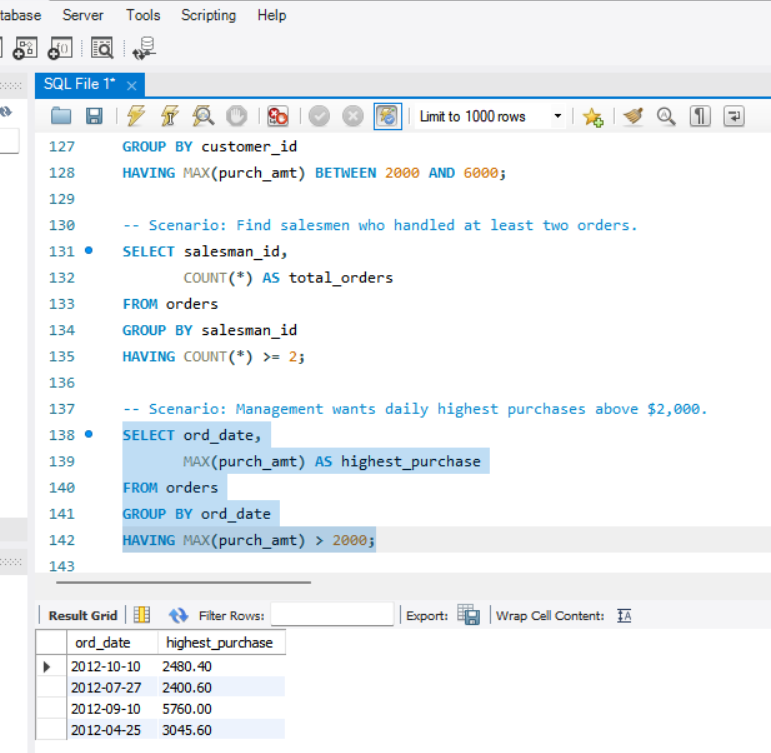 tabase Server Tools Scripting Help
SQL File 1* ×
Limit to 1000 rows
127 GROUP BY customer_id
128 HAVING MAX(purch_amt) BETWEEN 2000 AND 6000;
129
130 -- Scenario: Find salesmen who handled at least two orders.
131 SELECT salesman_id,
132 COUNT(*) AS total_orders
133 FROM orders
134 GROUP BY salesman_id
135 HAVING COUNT(*) >= 2;
136
137 -- Scenario: Management wants daily highest purchases above $2,000.
138 SELECT ord_date,
139 MAX(purch_amt) AS highest_purchase
140 FROM orders
141 GROUP BY ord_date
142 HAVING MAX(purch_amt) > 2000;
143
Result Grid Filter Rows: Export: Wrap Cell Content:
ord_date highest_purchase
2012-10-10 2480.40
2012-07-27 2400.60
2012-09-10 5760.00
2012-04-25 3045.60